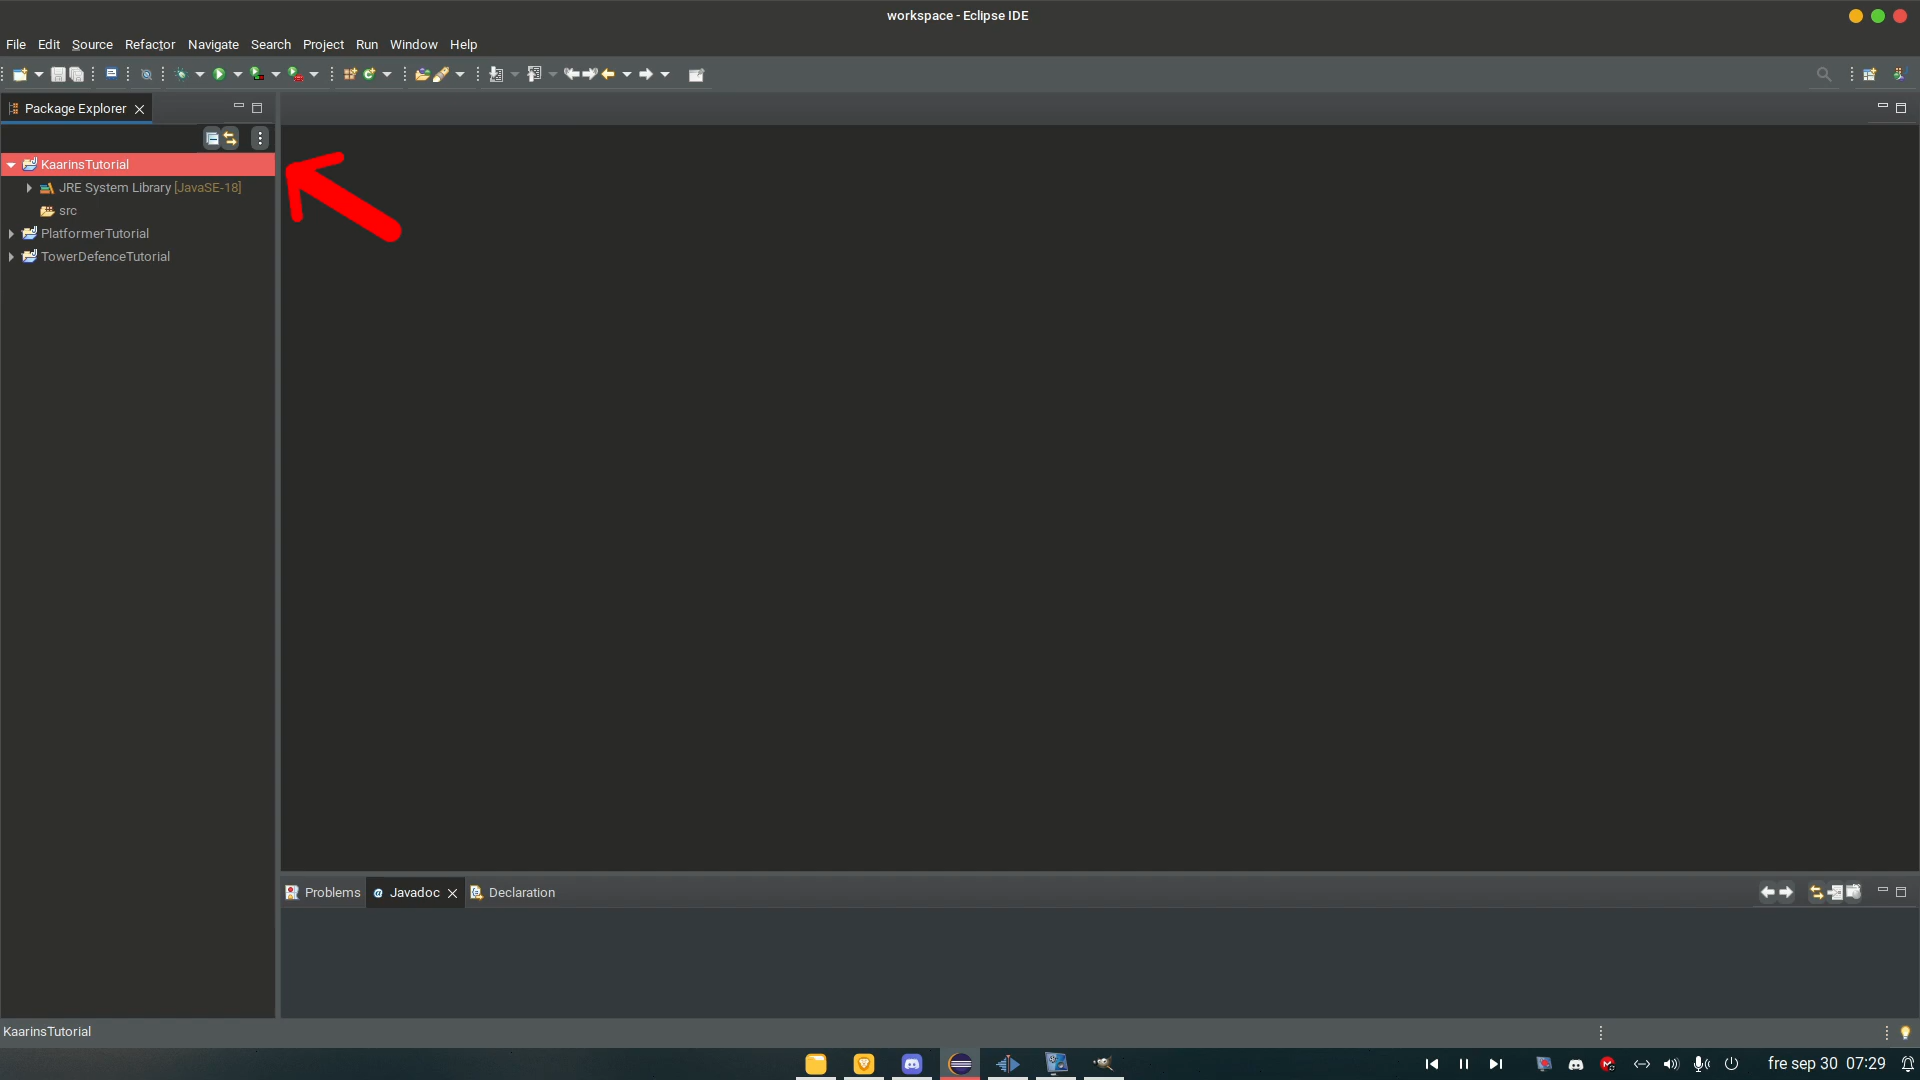 workspace - Eclipse IDE
File Edit Source Refactor Navigate Search Project Run Window Help
Package Explorer
KaarinsTutorial
JRE System Library [JavaSE-18]
src
PlatformerTutorial
TowerDefenceTutorial
Problems Javadoc Declaration
KaarinsTutorial
fre sep 30 07:29